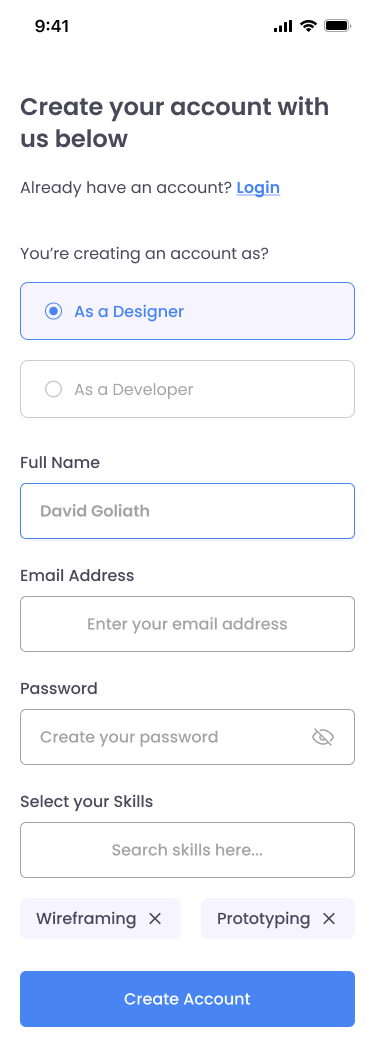 9:41
Create your account with
us below
Already have an account? Login
You’re creating an account as?
As a Designer
As a Developer
Full Name
David Goliath
Email Address
Enter your email address
Password
Create your password
Select your Skills
Search skills here...
Wireframing
Prototyping
Create Account